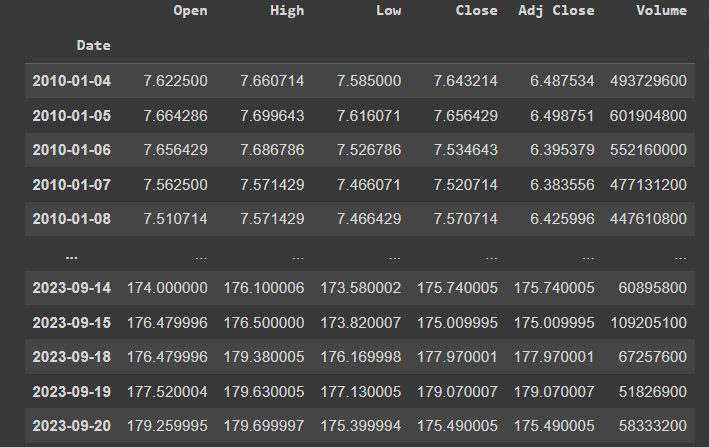 Open High Low Close Adj Close Volume
Date
2010-01-04 7.622500 7.660714 7.585000 7.643214 6.487534 493729600
2010-01-05 7.664286 7.699643 7.616071 7.656429 6.498751 601904800
2010-01-06 7.656429 7.686786 7.526786 7.534643 6.395379 552160000
2010-01-07 7.562500 7.571429 7.466071 7.520714 6.383556 477131200
2010-01-08 7.510714 7.571429 7.466429 7.570714 6.425996 447610800
... ... ... ... ... ... ...
2023-09-14 174.000000 176.100006 173.580002 175.740005 175.740005 60895800
2023-09-15 176.479996 176.500000 173.820007 175.009995 175.009995 109205100
2023-09-18 176.479996 179.380005 176.169998 177.970001 177.970001 67257600
2023-09-19 177.520004 179.630005 177.130005 179.070007 179.070007 51826900
2023-09-20 179.259995 179.699997 175.399994 175.490005 175.490005 58333200